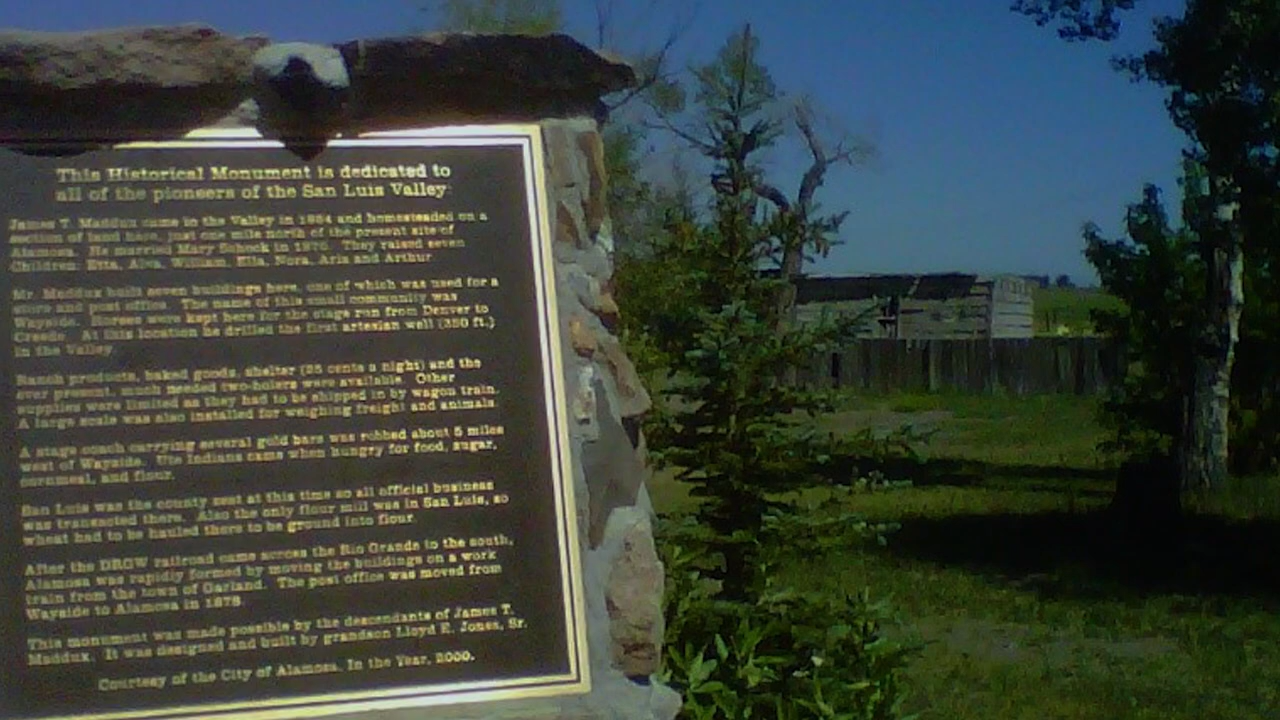 This Historical Monument is dedicated to
all of the pioneers of the San Luis Valley
James T. Maddux came to the Valley in and homesteaded on a
section of land here, just one mile north of the present site of
Alamosa. He married Mary Schock in They raised seven
Children: Etta, William, Ella, Nora, Aria and Arthur
Mr. Maddux built seven buildings here, one of which was used for a
store and post office. The name of this small community was
Wayside. Horses were kept here for the stage run from Denver to
Creede. At this location he drilled the first artesian well (350 ft.)
in the Valley.
Ranch products, baked goods, shelter (25 cents a night) and the
ever present, much needed two-holers were available. Other
supplies were limited as they had to be shipped in by wagon train.
A large scale was also installed for weighing freight and animals.
A stage coach carrying several gold bars was robbed about 5 miles
west of Wayside. Ute Indians came when hungry for food, sugar,
cornmeal, and flour.
San Luis was the county seat at this time so all official business
was transacted there. Also the only flour mill was in San Luis, so
wheat had to be hauled there to be ground into flour.
After the DRGW railroad came across the Rio Grande to the south,
Alamosa was rapidly formed by moving the buildings on a work
train from the town of Garland. The post office was moved from
Wayside to Alamosa in 1878.
This monument was made possible by the descendants of James T.
Maddux. It was designed and built by grandson Lloyd E. Jones, Sr.
Courtesy of the City of Alamosa. In the Year, 2000.